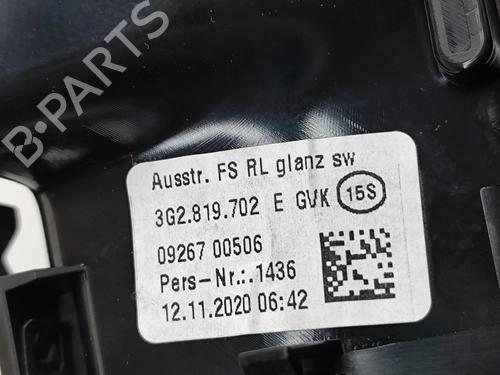 B-PARTS
Ausstr. FS RL glanz sw
3G2.819.702 E GVK 15S
09267 00506
Pers-Nr.:.1436
12.11.2020 06:42